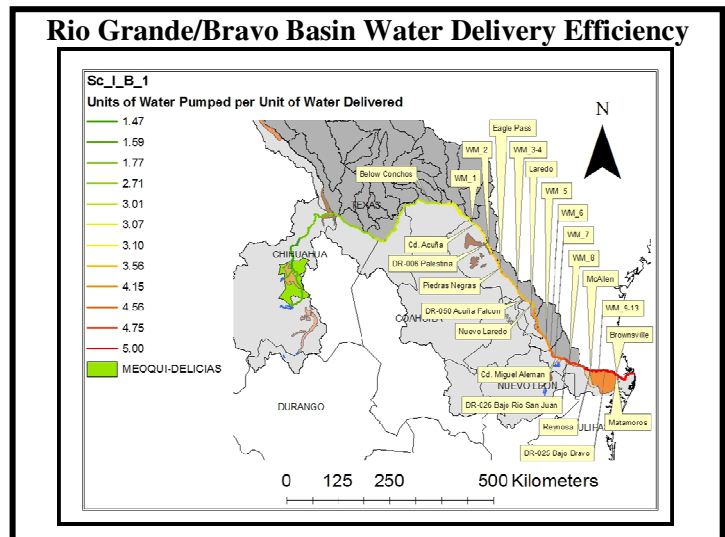 Rio Grande/Bravo Basin Water Delivery Efficiency
Sc_I_B_1
Units of Water Pumped per Unit of Water Delivered
1.47
1.59
1.77
2.71
3.01
3.07
3.10
3.56
4.15
4.56
4.75
5.00
MEOQUI-DELICIAS
N
Eagle Pass
WM_2
WM_3-4
Below Conchos
Laredo
WM_1
WM_5
TEXAS
WM_6
WM_7
Cd. Acuña
CHIHUAHUA
WM_8
DR-006 Palestina
McAllen
Piedras Negras
WM_9-13
DR-050 Acuña Falcon
COAHUILA
Brownsville
Nuevo Laredo
Cd. Miguel Aleman
NUEVO LEON
DURANGO
DR-026 Bajo Rio San Juan
Matamoros
Reynosa
DR-025 Bajo Bravo
0 125 250 500 Kilometers